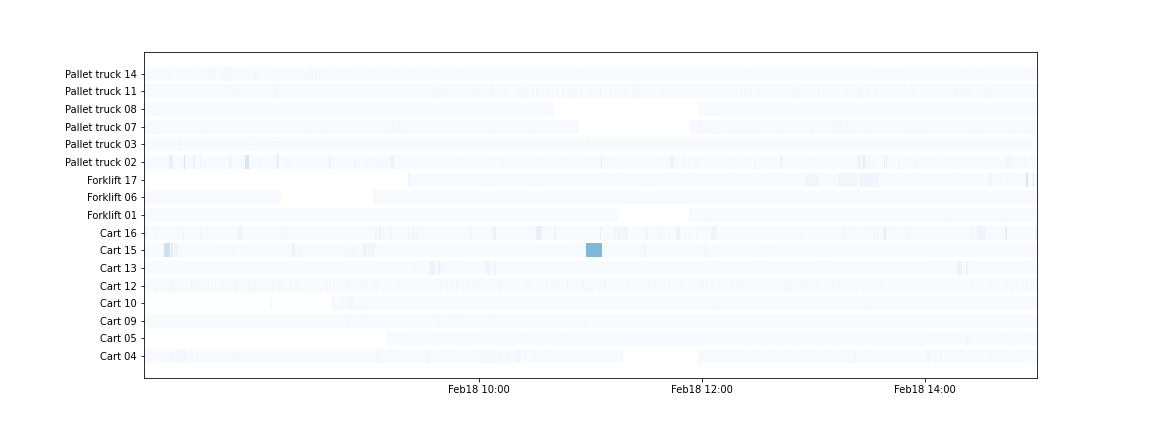 Pallet truck 14
Pallet truck 11
Pallet truck 08
Pallet truck 07
Pallet truck 03
Pallet truck 02
Forklift 17
Forklift 06
Forklift 01
Cart 16
Cart 15
Cart 13
Cart 12
Cart 10
Cart 09
Cart 05
Cart 04
Feb18 10:00 Feb18 12:00 Feb18 14:00